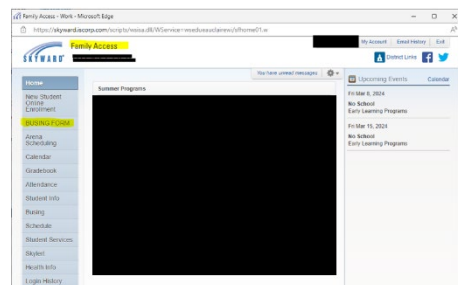 Family Access - Work - Microsoft Edge
https://skyward.iscorp.com/scripts/wsisa.dll/WService=wsedueauclairewi/sfhome01.w
SKYWARD
Family Access
My Account Email History Exit
District Links
You have unread messages
Home
New Student
Online
Enrollment
BUSING FORM
Arena
Scheduling
Calendar
Gradebook
Attendance
Student Info
Busing
Schedule
Student Services
Skylert
Health Info
Login History
Summer Programs
Upcoming Events Calendar
Fri Mar 8, 2024
No School
Early Learning Programs
Fri Mar 15, 2024
No School
Early Learning Programs